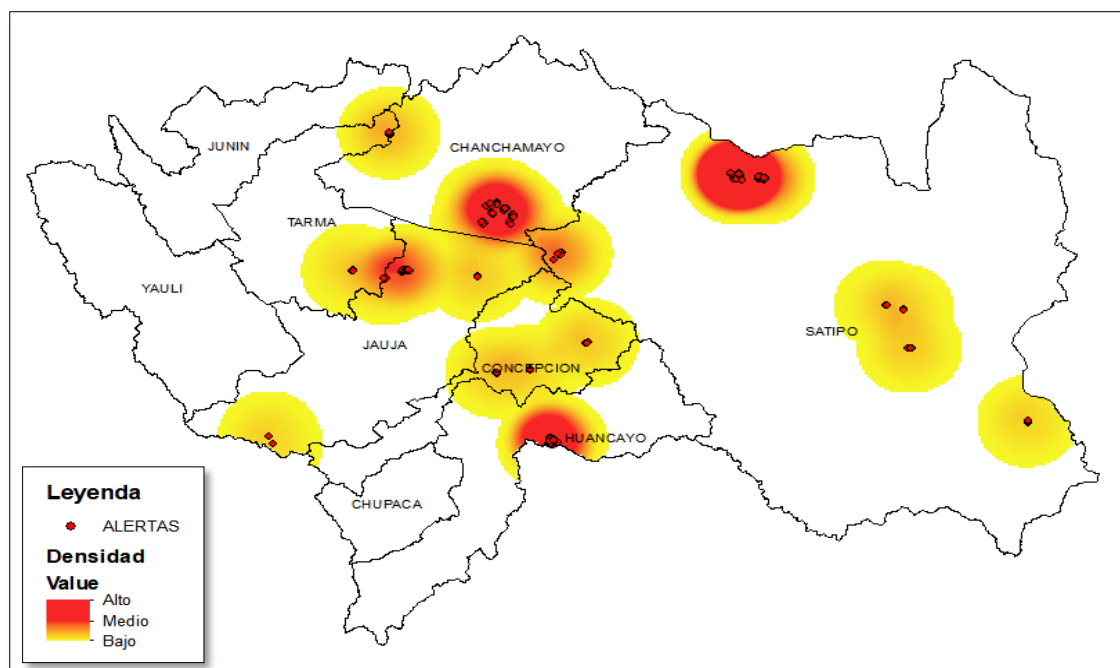 JUNIN
CHANCHAMAYO
TARMA
YAULI
JAUJA
SATIPO
CONCEPCION
HUANCAYO
CHUPACA
Leyenda
ALERTAS
Densidad
Value
Alto
Medio
Bajo